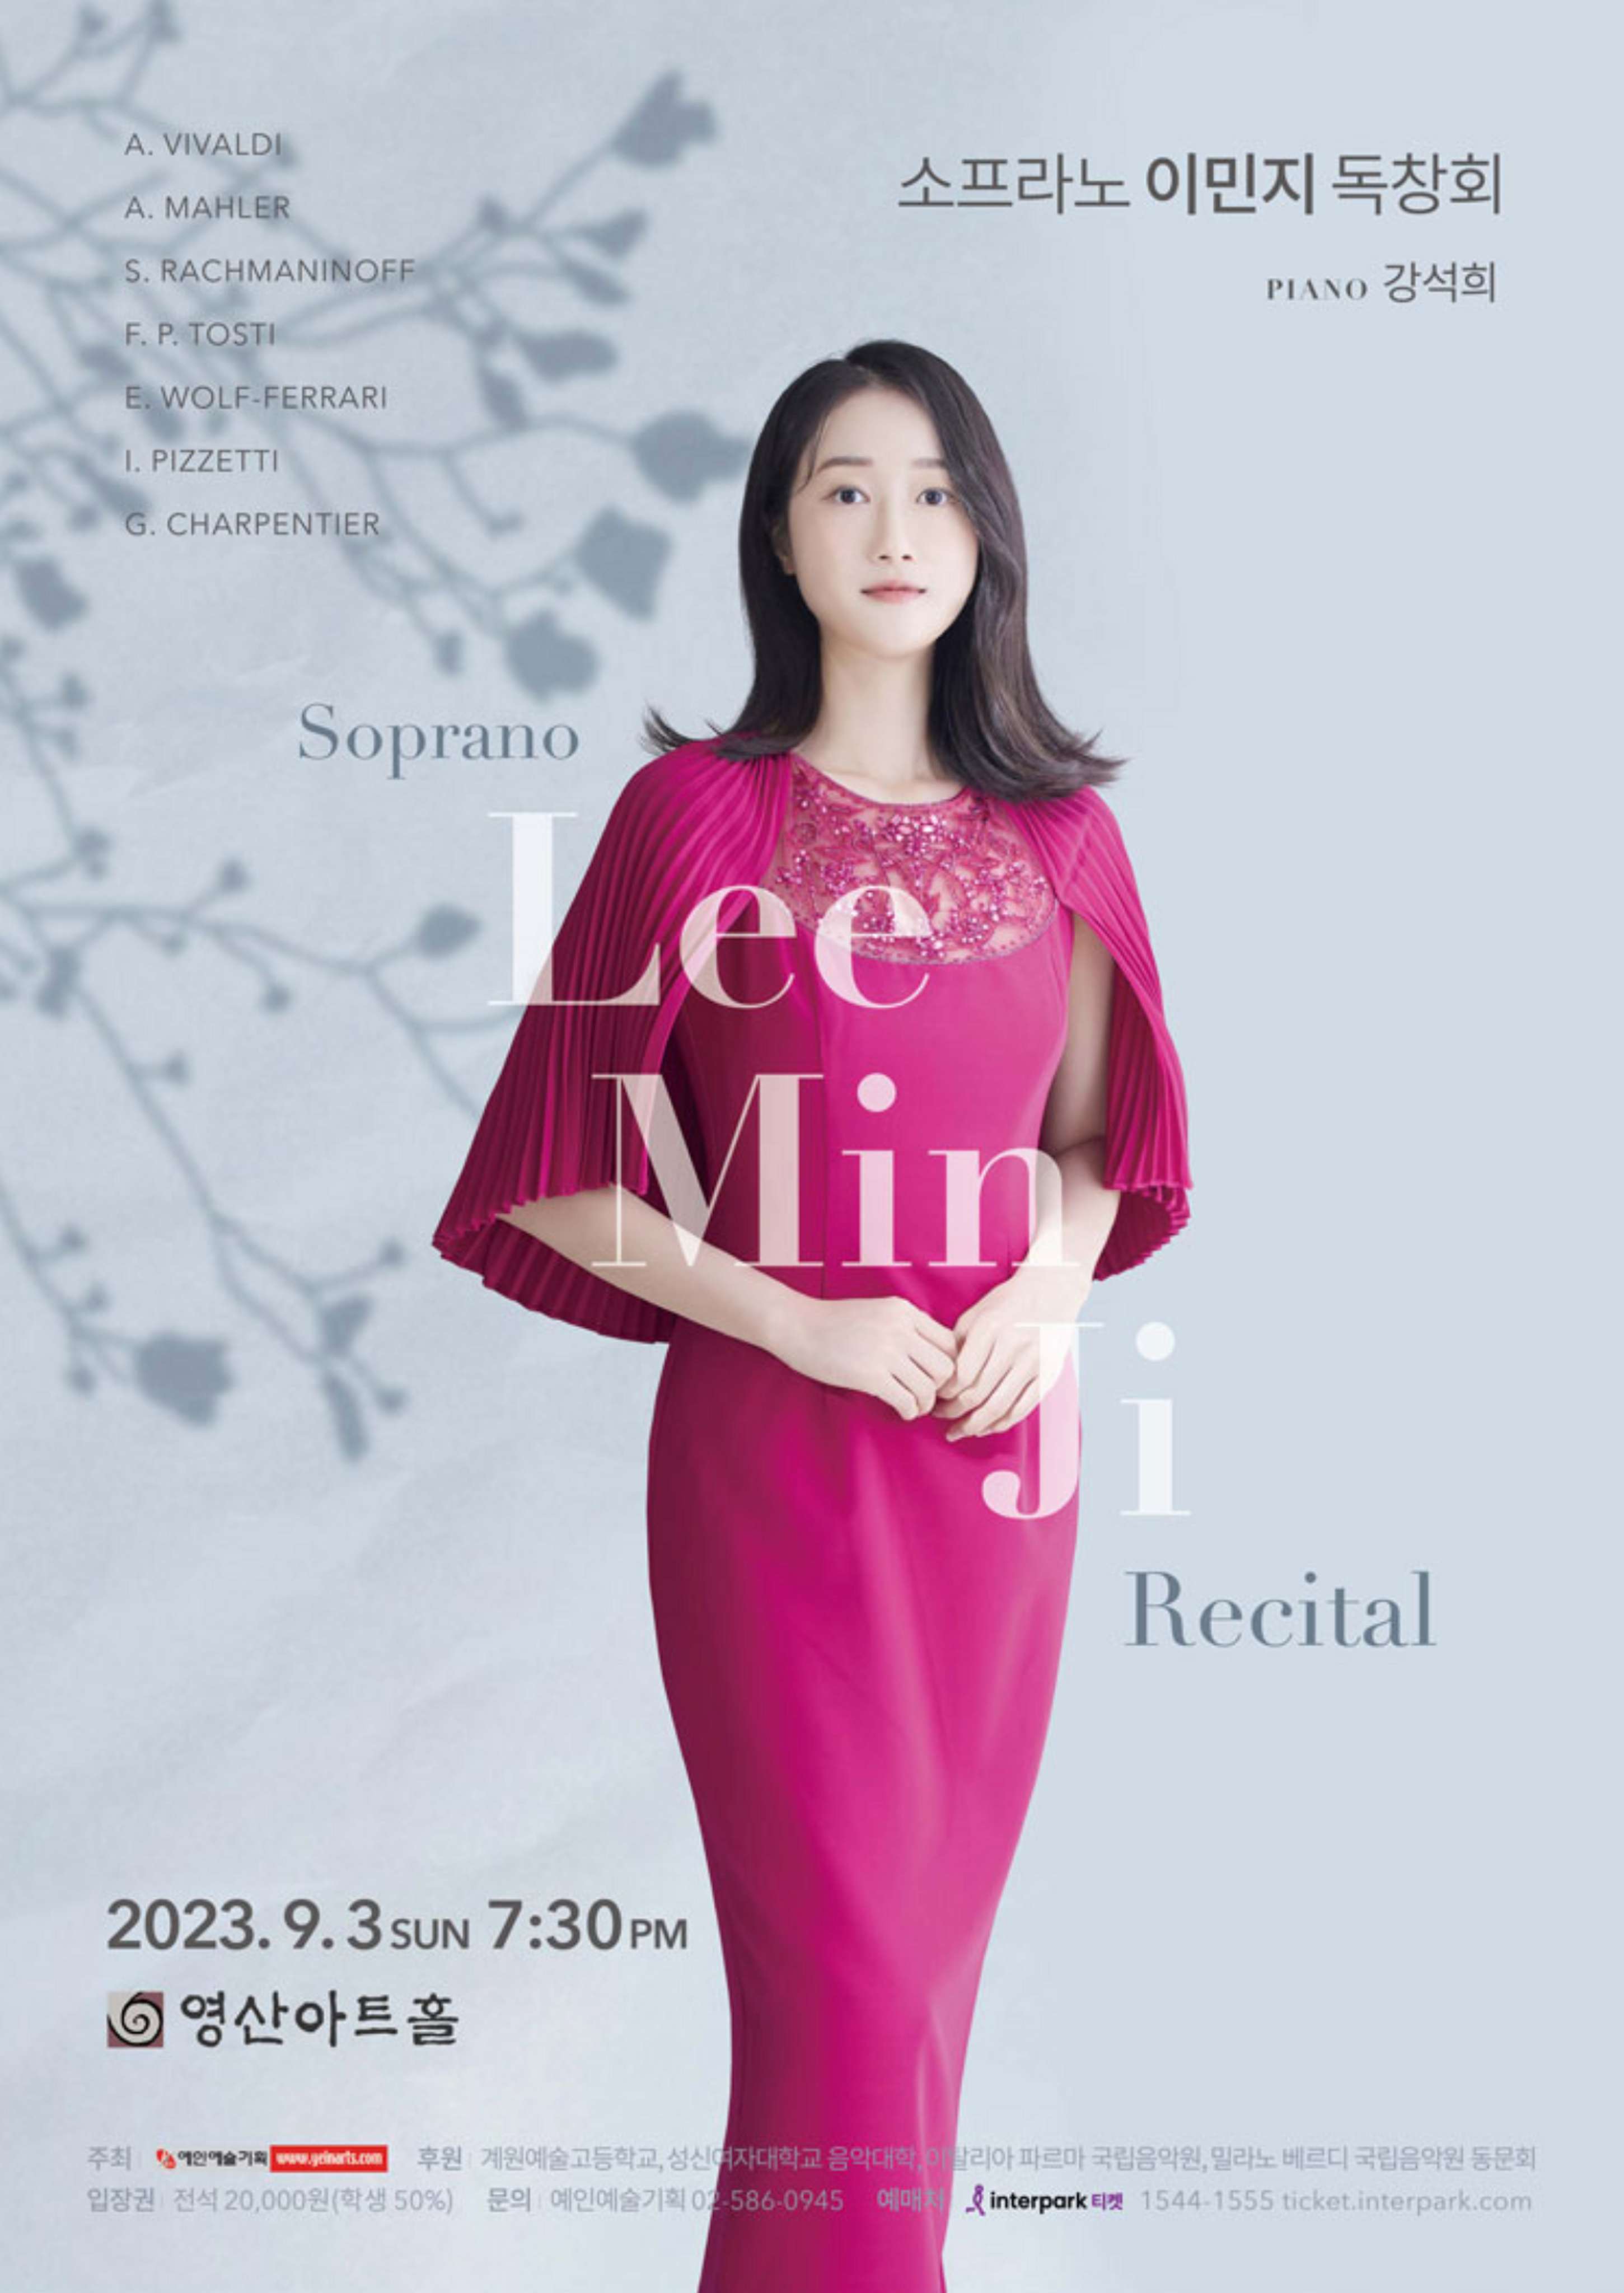 A. VIVALDI
A. MAHLER
S. RACHMANINOFF
F. P. TOSTI
E. WOLF-FERRARI
I. PIZZETTI
G. CHARPENTIER
소프라노 이민지 독창회
PIANO 강석희
Soprano
Lee
Min
Ji
Recital
2023. 9. 3 SUN 7:30 PM
영산아트홀
주최 예인예술기획 www.yeinarts.com 후원 계원예술고등학교, 성신여자대학교 음악대학, 이탈리아 파르마 국립음악원, 밀라노 베르디 국립음악원 동문회
입장권 전석 20,000원(학생 50%) 문의 예인예술기획 02-586-0945 예매처 interpark 티켓 1544-1555 ticket.interpark.com